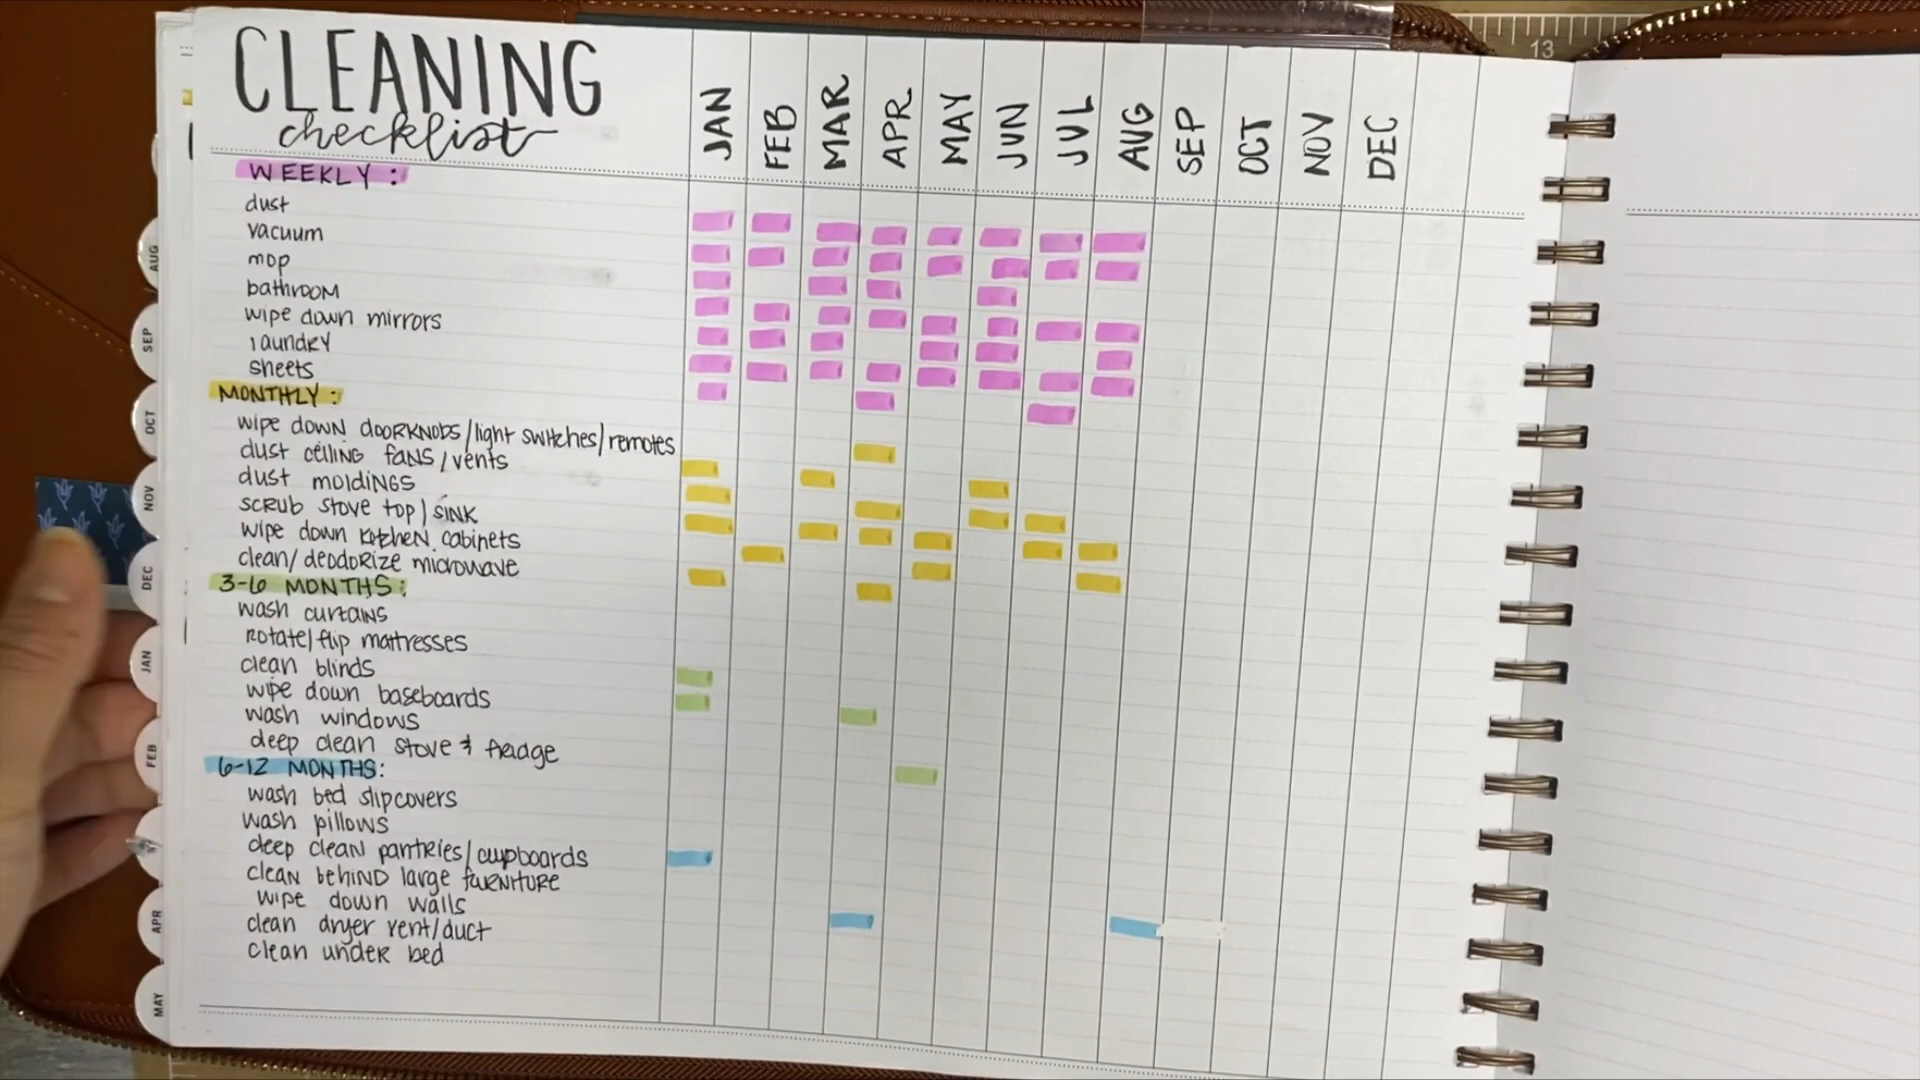 CLEANING
checklist
JAN FEB MAR APR MAY JUN JUL AUG SEP OCT NOV DEC
WEEKLY:
dust
vacuum
mop
bathroom
wipe down mirrors
laundry
sheets
MONTHLY:
wipe down doorknobs/light switches/remotes
dust ceiling fans/vents
dust moldings
scrub stove top/sink
wipe down kitchen cabinets
clean/deodorize microwave
3-6 MONTHS:
wash curtains
rotate/flip mattresses
clean blinds
wipe down baseboards
wash windows
deep clean stove & fradge
6-12 MONTHS:
wash bed slipcovers
wash pillows
deep clean pantries/cupboards
clean behind large furniture
wipe down walls
clean dryer vent/duct
clean under bed
AUG
SEP
OCT
NOV
DEC
JAN
FEB
APR
MAY
13